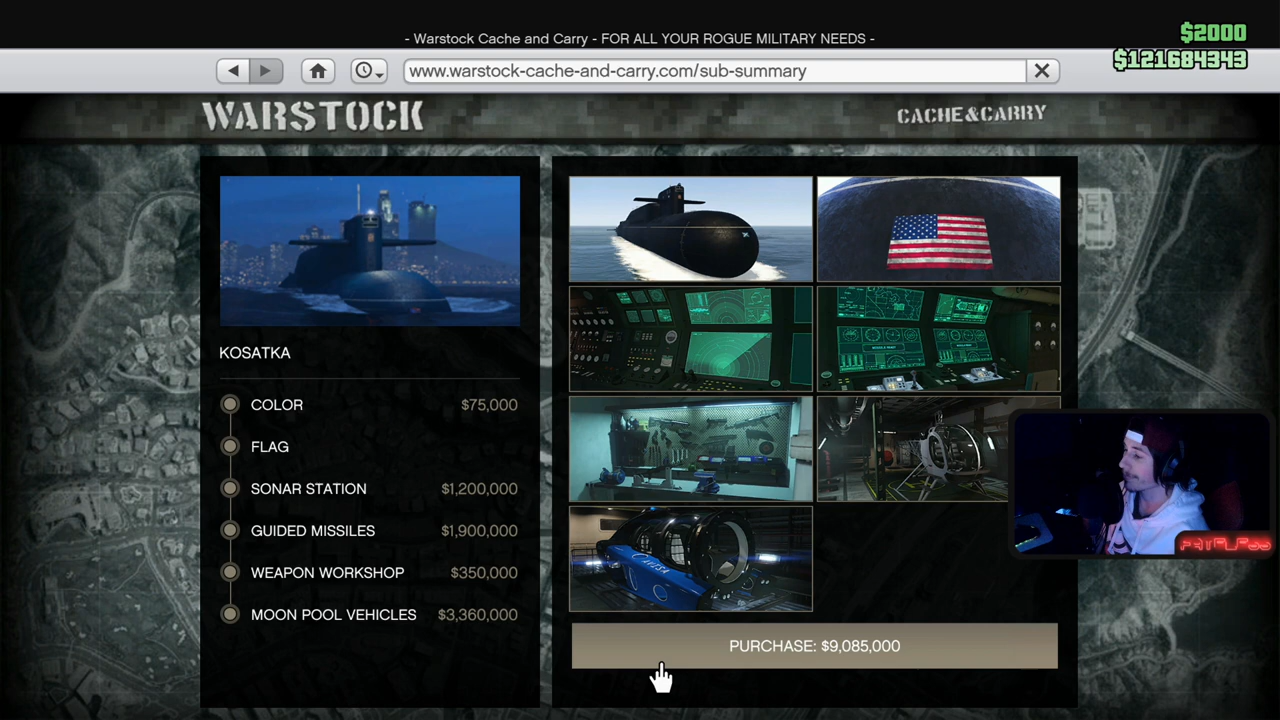 - Warstock Cache and Carry - FOR ALL YOUR ROGUE MILITARY NEEDS -
$2000
$121684343
www.warstock-cache-and-carry.com/sub-summary
WARSTOCK
CACHE&CARRY
KOSATKA
COLOR $75,000
FLAG
SONAR STATION $1,200,000
GUIDED MISSILES $1,900,000
WEAPON WORKSHOP $350,000
MOON POOL VEHICLES $3,360,000
PURCHASE: $9,085,000